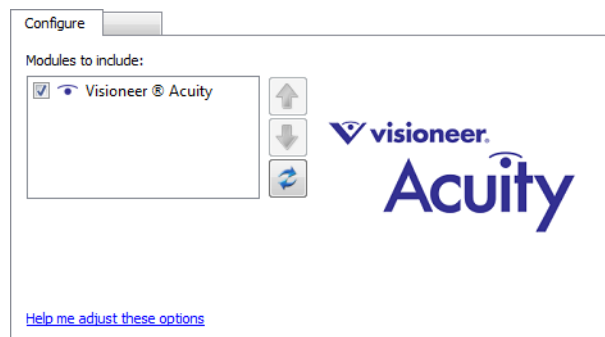 Configure
Modules to include:
Visioneer ® Acuity
visioneer.
Acuity
Help me adjust these options